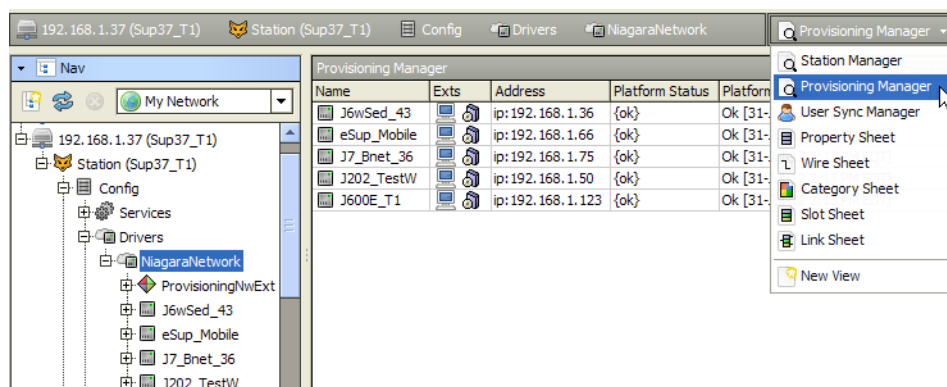 192.168.1.37 (Sup37_T1) Station (Sup37_T1) Config Drivers NiagaraNetwork Provisioning Manager
Nav
My Network
192.168.1.37 (Sup37_T1)
Station (Sup37_T1)
Config
Services
Drivers
NiagaraNetwork
ProvisioningNwExt
J6wSed_43
eSup_Mobile
J7_Bnet_36
J202_TestW
Provisioning Manager
Name Exts Address Platform Status Platform
J6wSed_43 ip:192.168.1.36 {ok} Ok [31-
eSup_Mobile ip:192.168.1.66 {ok} Ok [31-
J7_Bnet_36 ip:192.168.1.75 {ok} Ok [31-
J202_TestW ip:192.168.1.50 {ok} Ok [31-
J600E_T1 ip:192.168.1.123 {ok} Ok [31-
Station Manager
Provisioning Manager
User Sync Manager
Property Sheet
Wire Sheet
Category Sheet
Slot Sheet
Link Sheet
New View